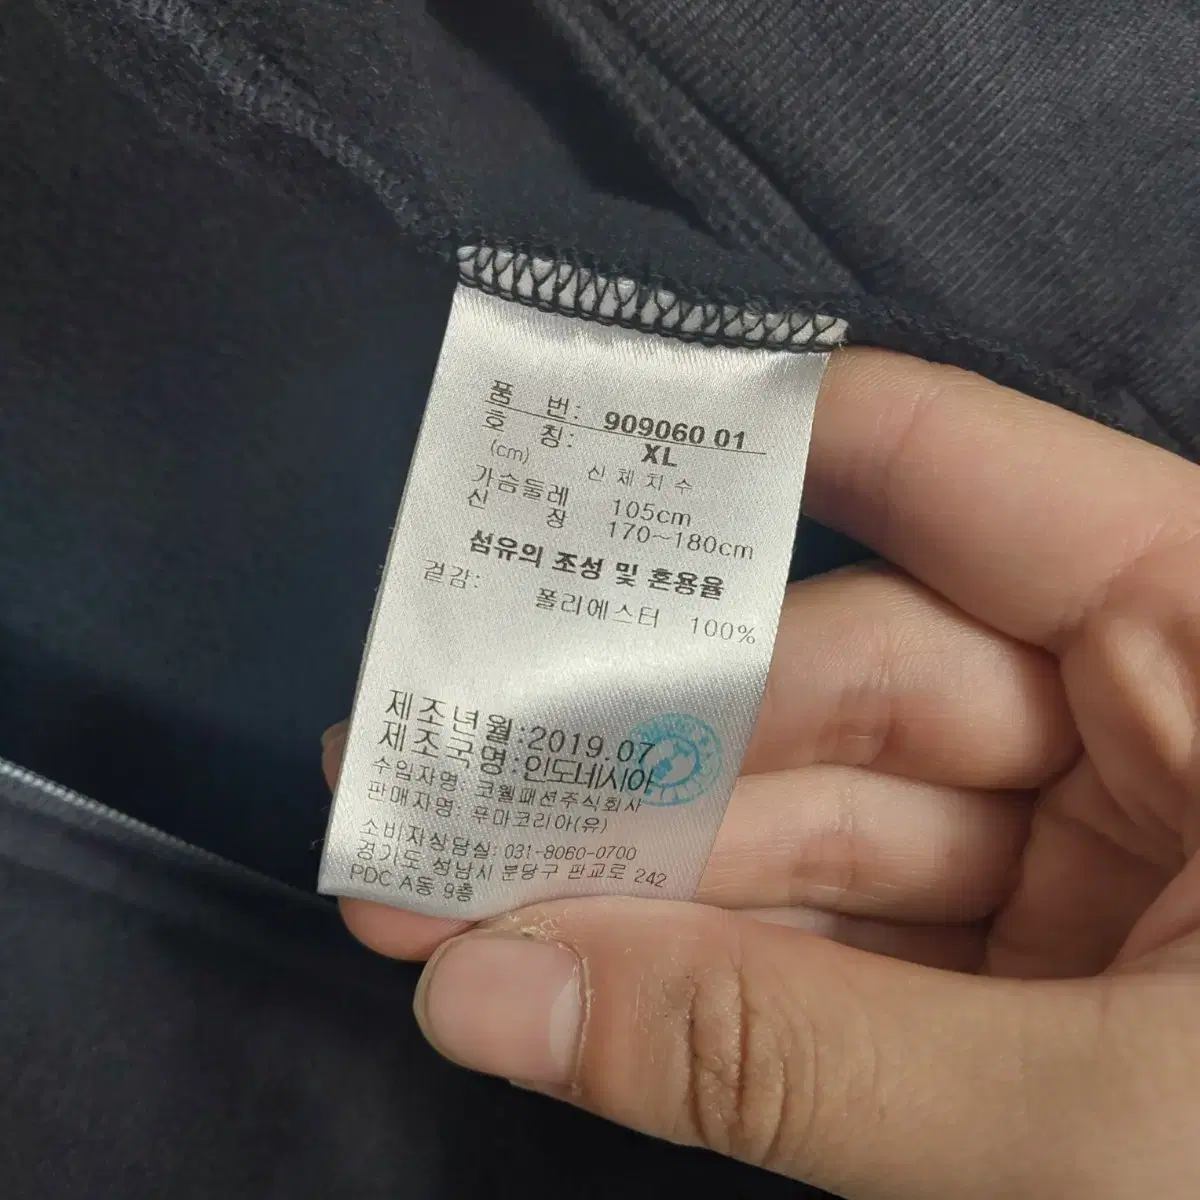 품 번: 909060 01
호 칭: XL
(cm) 신체치수
가슴둘레 105cm
신 장 170~180cm
섬유의 조성 및 혼용율
겉감: 폴리에스터 100%
제조년월:2019.07
제조국명:인도네시아
수입자명: 코웰패션주식회사
판매자명: 푸마코리아(유)
소비자상담실: 031-8060-0700
경기도 성남시 분당구 판교로 242
PDC A동 9층